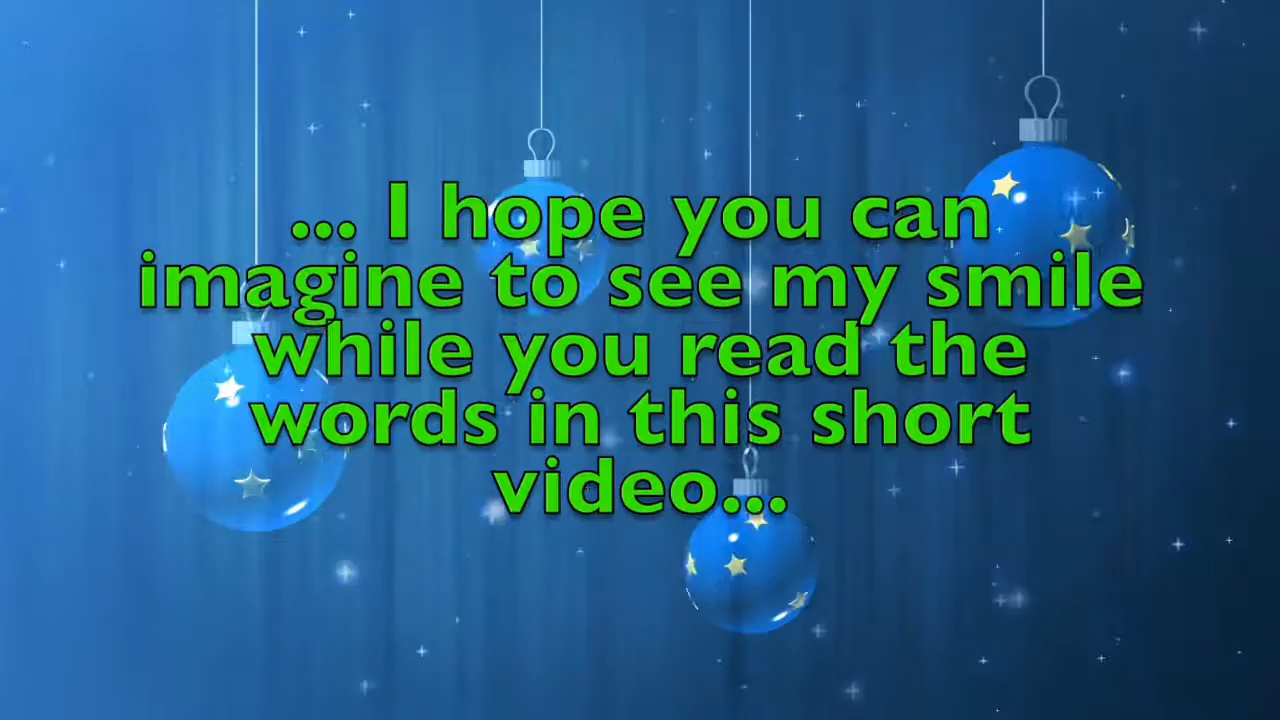 ... I hope you can
imagine to see my smile
while you read the
words in this short
video...